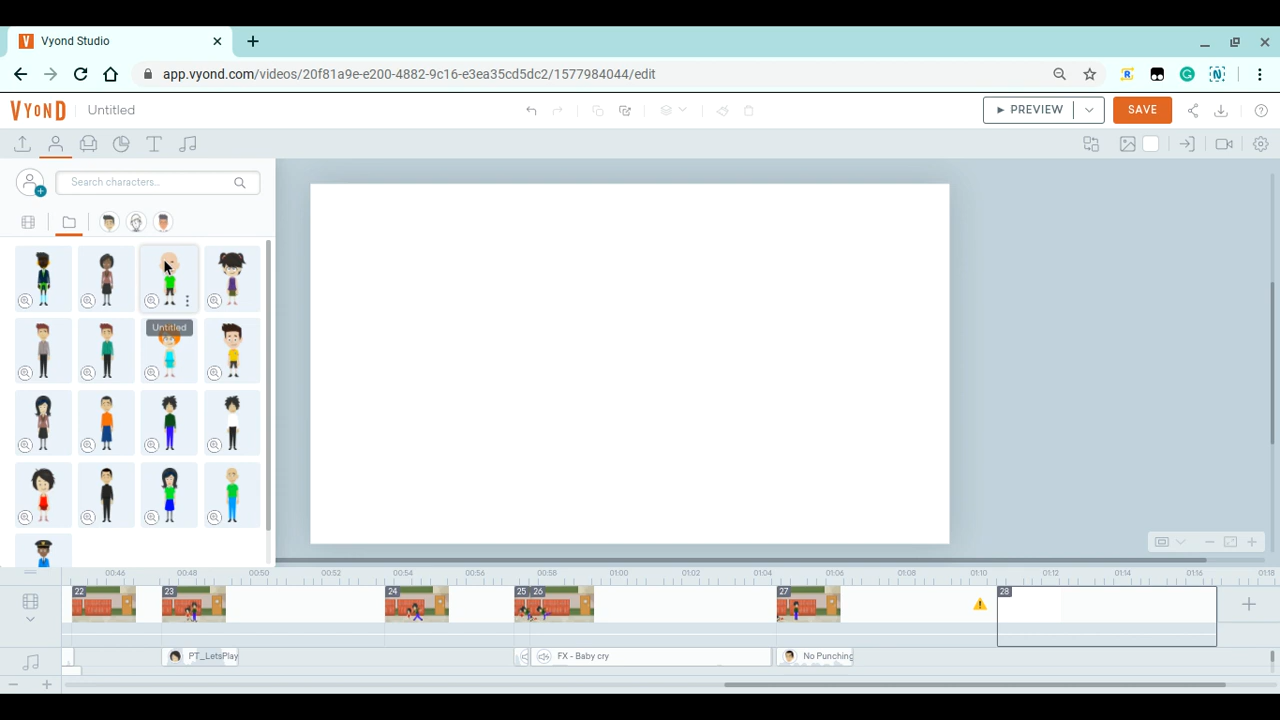 Vyond Studio
app.vyond.com/videos/20f81a9e-e200-4882-9c16-e3ea35cd5dc2/1577984044/edit
VYOND
Untitled
PREVIEW
SAVE
Search characters...
Untitled
00:46 00:48 00:50 00:52 00:54 00:56 00:58 01:00 01:02 01:04 01:06 01:08 01:10 01:12 01:14 01:16 01:18
22 23 24 25 26 27 28
PT_LetsPlay
FX - Baby cry
No Punching